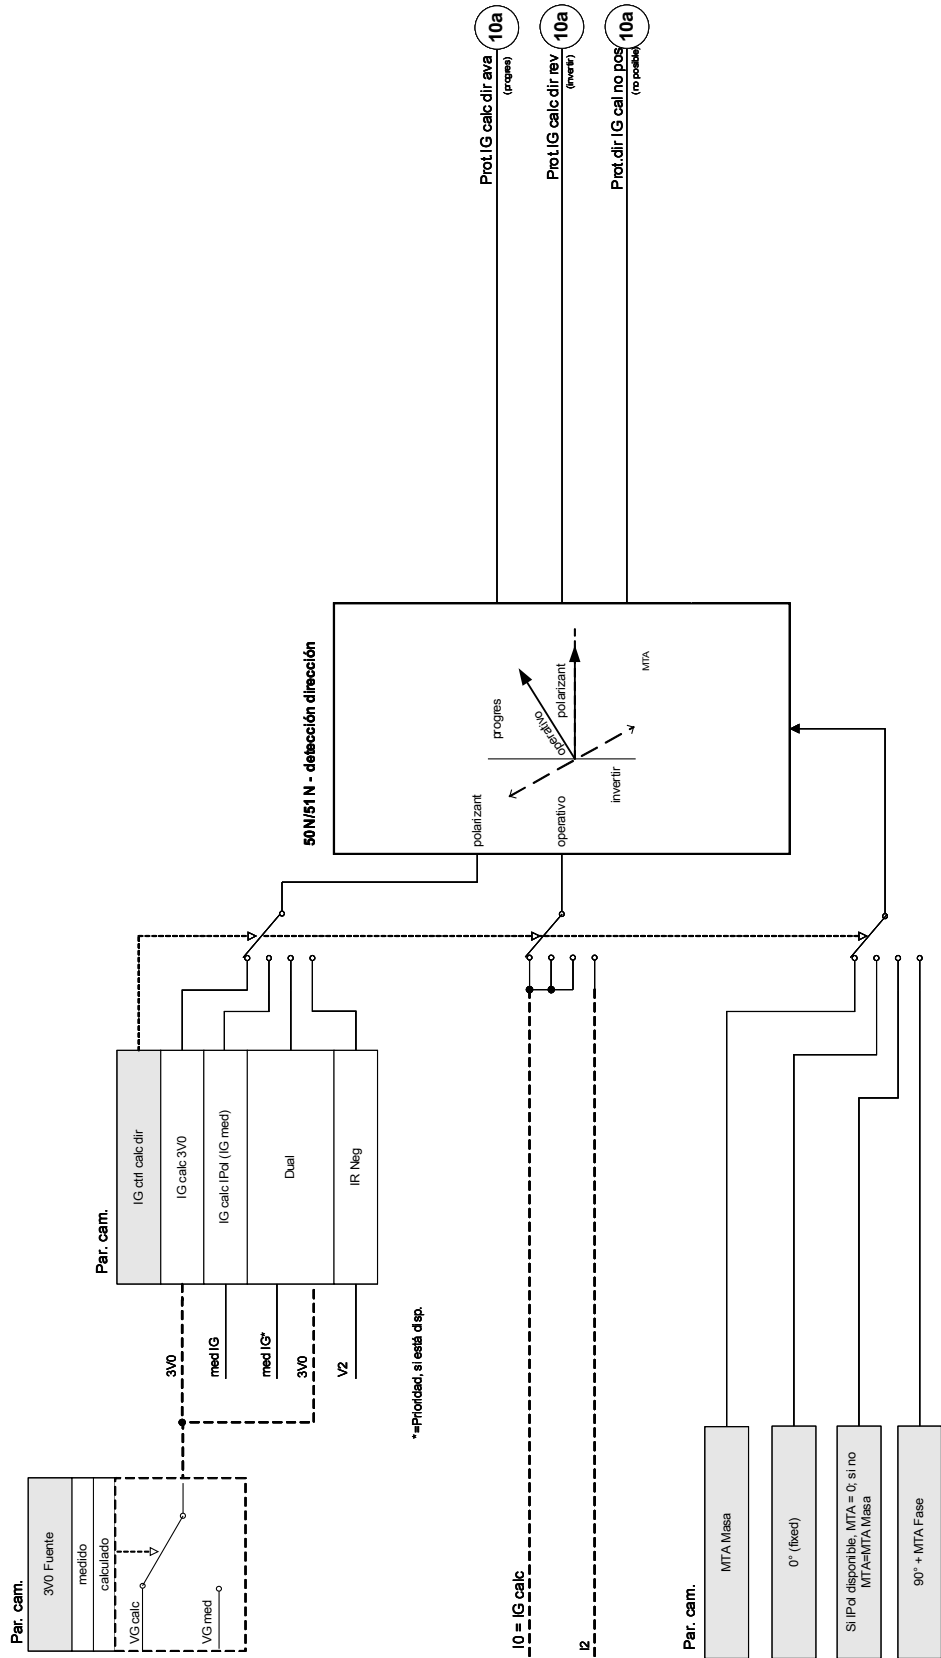 Par. cam.
3V0 Fuente
medido
calculado
VG calc
VG med
Par. cam.
IG ctrl calc dir
IG calc 3V0
IG calc IPol (IG med)
Dual
IR Neg
3V0
med IG
med IG*
3V0
V2
*=Prioridad, si está disp.
I0 = IG calc
I2
Par. cam.
MTA Masa
0° (fixed)
Si IPol disponible, MTA = 0; si no
MTA=MTA Masa
90° + MTA Fase
50N/51N - detección dirección
polarizant
operativo
progres
operativo
polarizant
invertir
MTA
Prot.IG calc dir ava
(progres)
10a
Prot.IG calc dir rev
(invertir)
10a
Prot.dir IG cal no pos
(no posible)
10a